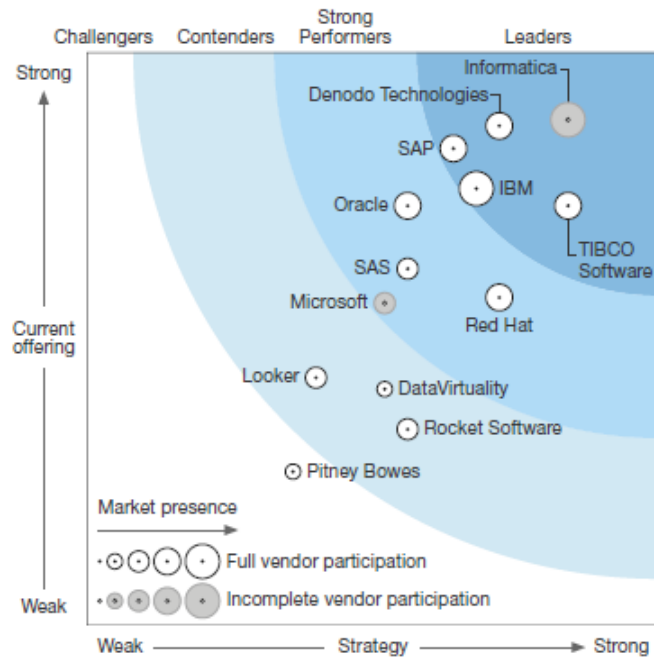 Challengers
Contenders
Strong
Performers
Leaders
Strong
Informatica
Denodo Technologies
SAP
IBM
Oracle
TIBCO
Software
SAS
Microsoft
Red Hat
Current
offering
Looker
DataVirtuality
Rocket Software
Pitney Bowes
Market presence
Full vendor participation
Incomplete vendor participation
Weak
Weak
Strategy
Strong